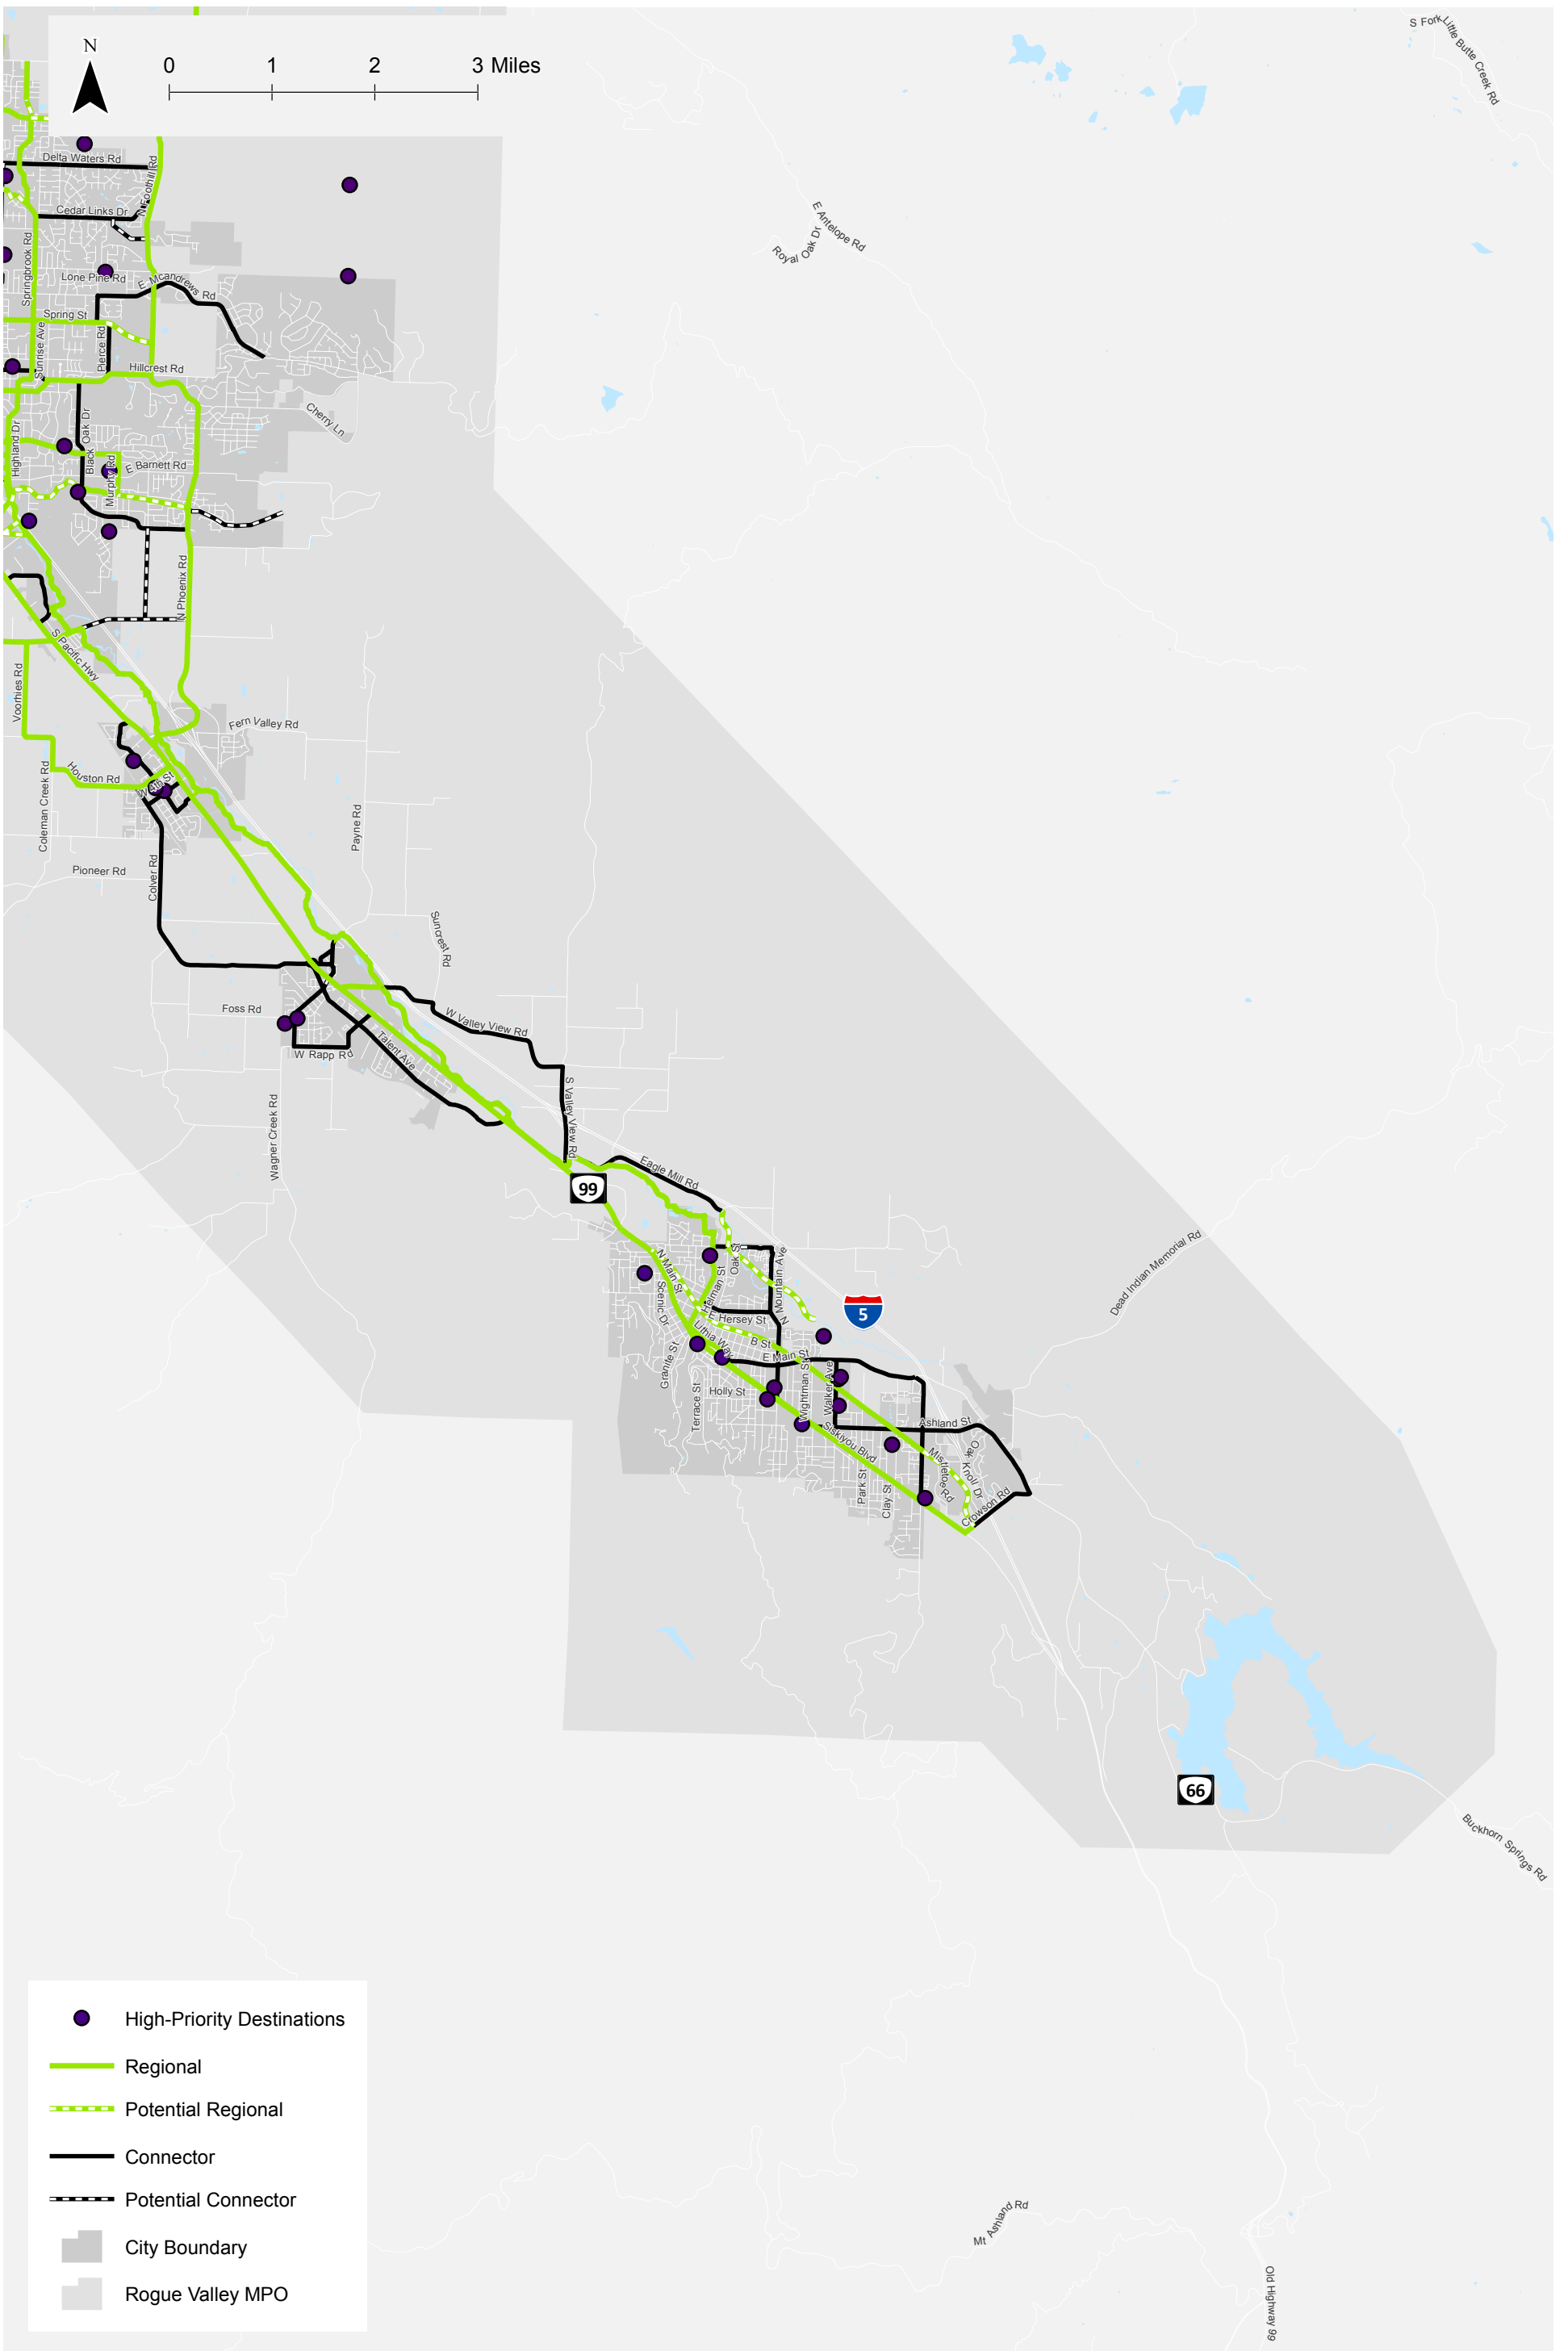 N
0 1 2 3 Miles
S Fork Little Butte Creek Rd
Delta Waters Rd
N Foothill Rd
Cedar Links Dr
E Antelope Rd
Royal Oak Dr
Springbrook Rd
Lone Pine Rd
E Mcandrews Rd
Spring St
Sunrise Ave
Pierce Rd
Hillcrest Rd
Cherry Ln
Highland Dr
Black Oak Dr
Murphy Rd
E Barnett Rd
N Phoenix Rd
S Pacific Hwy
Voorhies Rd
Fern Valley Rd
Houston Rd
W 4th St
Coleman Creek Rd
Payne Rd
Pioneer Rd
Colver Rd
Suncrest Rd
Foss Rd
W Valley View Rd
Talent Ave
W Rapp Rd
S Valley View Rd
Wagner Creek Rd
Eagle Mill Rd
99
Dead Indian Memorial Rd
Oak St
N Mountain Ave
N Main St
Scenic Dr
Helman St
5
E Hersey St
Lithia Way
B St
E Main St
Granite St
Wightman St
Walker Ave
Holly St
Terrace St
Ashland St
Siskiyou Blvd
Mistletoe Rd
Oak Knoll Dr
Park St
Clay St
Crowson Rd
66
Buckhorn Springs Rd
High-Priority Destinations
Regional
Potential Regional
Connector
Potential Connector
City Boundary
Rogue Valley MPO
Mt Ashland Rd
Old Highway 99